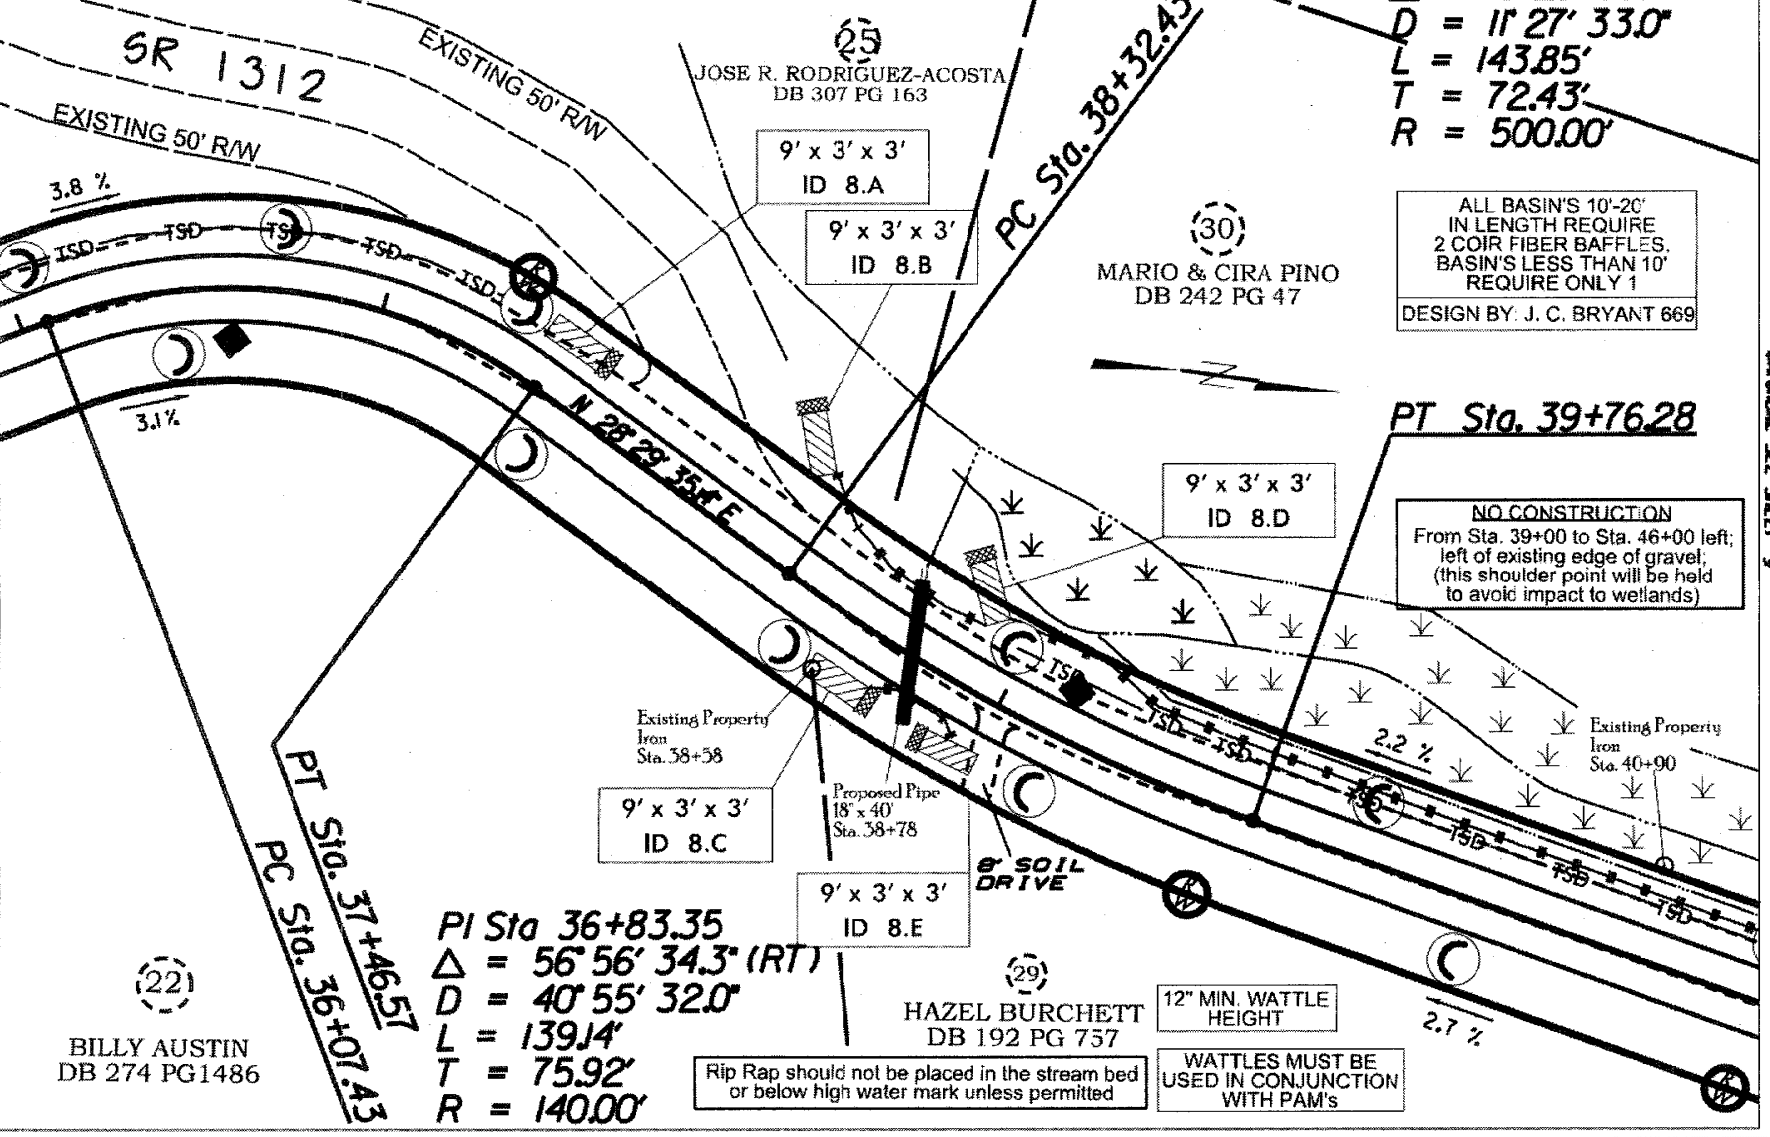 SR 1312
EXISTING 50' R/W
EXISTING 50' R/W
25
JOSE R. RODRIGUEZ-ACOSTA
DB 307 PG 163
9' x 3' x 3'
ID 8.A
9' x 3' x 3'
ID 8.B
PC Sta. 38+32.43
D = 11° 27' 33.0"
L = 143.85'
T = 72.43'
R = 500.00'
30
MARIO & CIRA PINO
DB 242 PG 47
ALL BASIN'S 10'-20'
IN LENGTH REQUIRE
2 COIR FIBER BAFFLES.
BASIN'S LESS THAN 10'
REQUIRE ONLY 1
DESIGN BY: J. C. BRYANT 669
3.8 %
TSD
TSD
TSD
TSD
TSD
R/W
3.1%
N 28° 29' 35.4" E
N
PT Sta. 39+76.28
9' x 3' x 3'
ID 8.D
NO CONSTRUCTION
From Sta. 39+00 to Sta. 46+00 left;
left of existing edge of gravel;
(this shoulder point will be held
to avoid impact to wetlands)
TSD
TSD
TSD
TSD
TSD
TSD
TSD
2.2 %
Existing Property
Iron
Sta. 40+90
Existing Property
Iron
Sta. 38+58
9' x 3' x 3'
ID 8.C
Proposed Pipe
18" x 40'
Sta. 38+78
8' SOIL
DRIVE
9' x 3' x 3'
ID 8.E
R/W
PT Sta. 37+46.57
PC Sta. 36+07.43
PI Sta 36+83.35
Δ = 56° 56' 34.3" (RT)
D = 40° 55' 32.0"
L = 139.14'
T = 75.92'
R = 140.00'
22
BILLY AUSTIN
DB 274 PG1486
29
HAZEL BURCHETT
DB 192 PG 757
12" MIN. WATTLE
HEIGHT
2.7 %
Rip Rap should not be placed in the stream bed
or below high water mark unless permitted
WATTLES MUST BE
USED IN CONJUNCTION
WITH PAM's
R/W